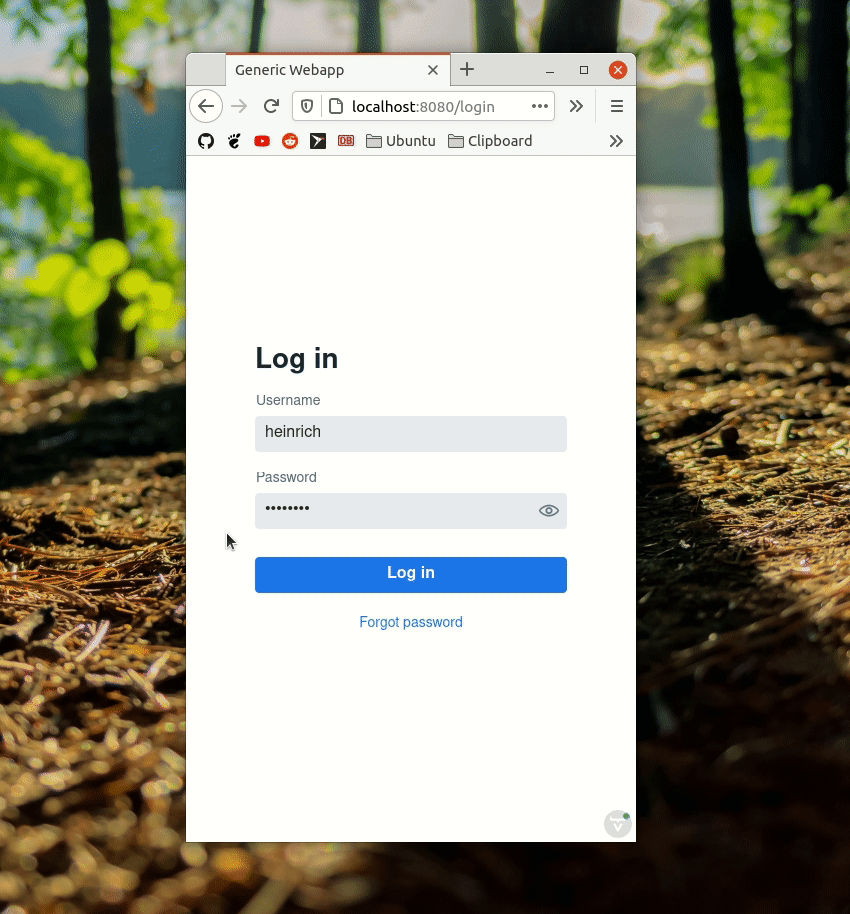 Generic Webapp
localhost:8080/login
DB
Ubuntu
Clipboard
Log in
Username
heinrich
Password
••••••••
Log in
Forgot password